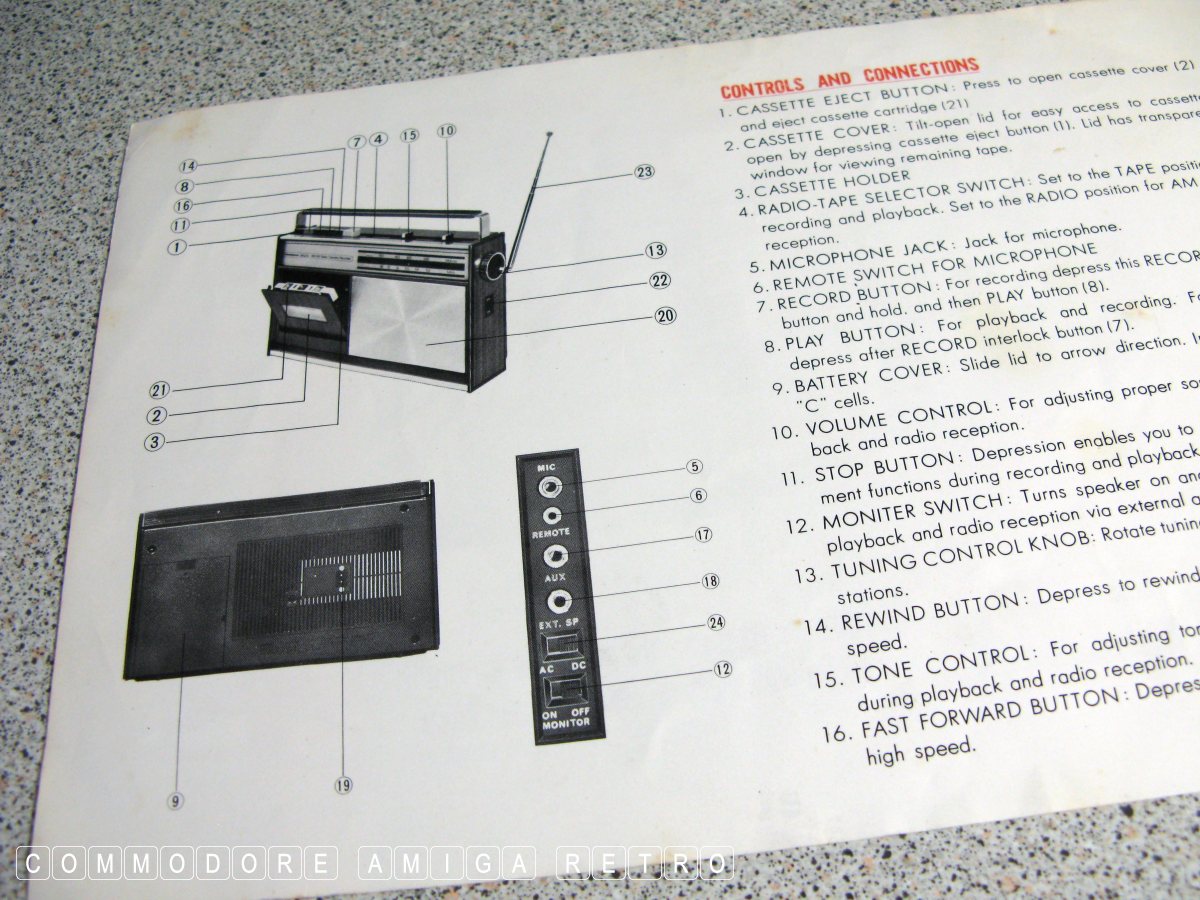 CONTROLS AND CONNECTIONS
1. CASSETTE EJECT BUTTON: Press to open cassette cover (2)
and eject cassette cartridge (21)
2. CASSETTE COVER: Tilt-open lid for easy access to cassett
open by depressing cassette eject button (1). Lid has transpare
window for viewing remaining tape.
3. CASSETTE HOLDER
4. RADIO-TAPE SELECTOR SWITCH: Set to the TAPE positi
recording and playback. Set to the RADIO position for AM
reception.
5. MICROPHONE JACK: Jack for microphone.
6. REMOTE SWITCH FOR MICROPHONE
7. RECORD BUTTON: For recording depress this RECOR
button and hold. and then PLAY button (8).
8. PLAY BUTTON: For playback and recording. Fo
depress after RECORD interlock button (7).
9. BATTERY COVER: Slide lid to arrow direction. I
"C" cells.
10. VOLUME CONTROL: For adjusting proper so
back and radio reception.
11. STOP BUTTON: Depression enables you to
ment functions during recording and playback
12. MONITER SWITCH: Turns speaker on an
playback and radio reception via external a
13. TUNING CONTROL KNOB: Rotate tunin
stations.
14. REWIND BUTTON: Depress to rewind
speed.
15. TONE CONTROL: For adjusting ton
during playback and radio reception.
16. FAST FORWARD BUTTON: Depres
high speed.
14
8
16
11
1
7
4
15
10
23
13
22
20
21
2
3
9
19
MIC
5
6
REMOTE
17
AUX
18
EXT. SP
24
AC DC
12
ON OFF
MONITOR
COMMODORE AMIGA RETRO